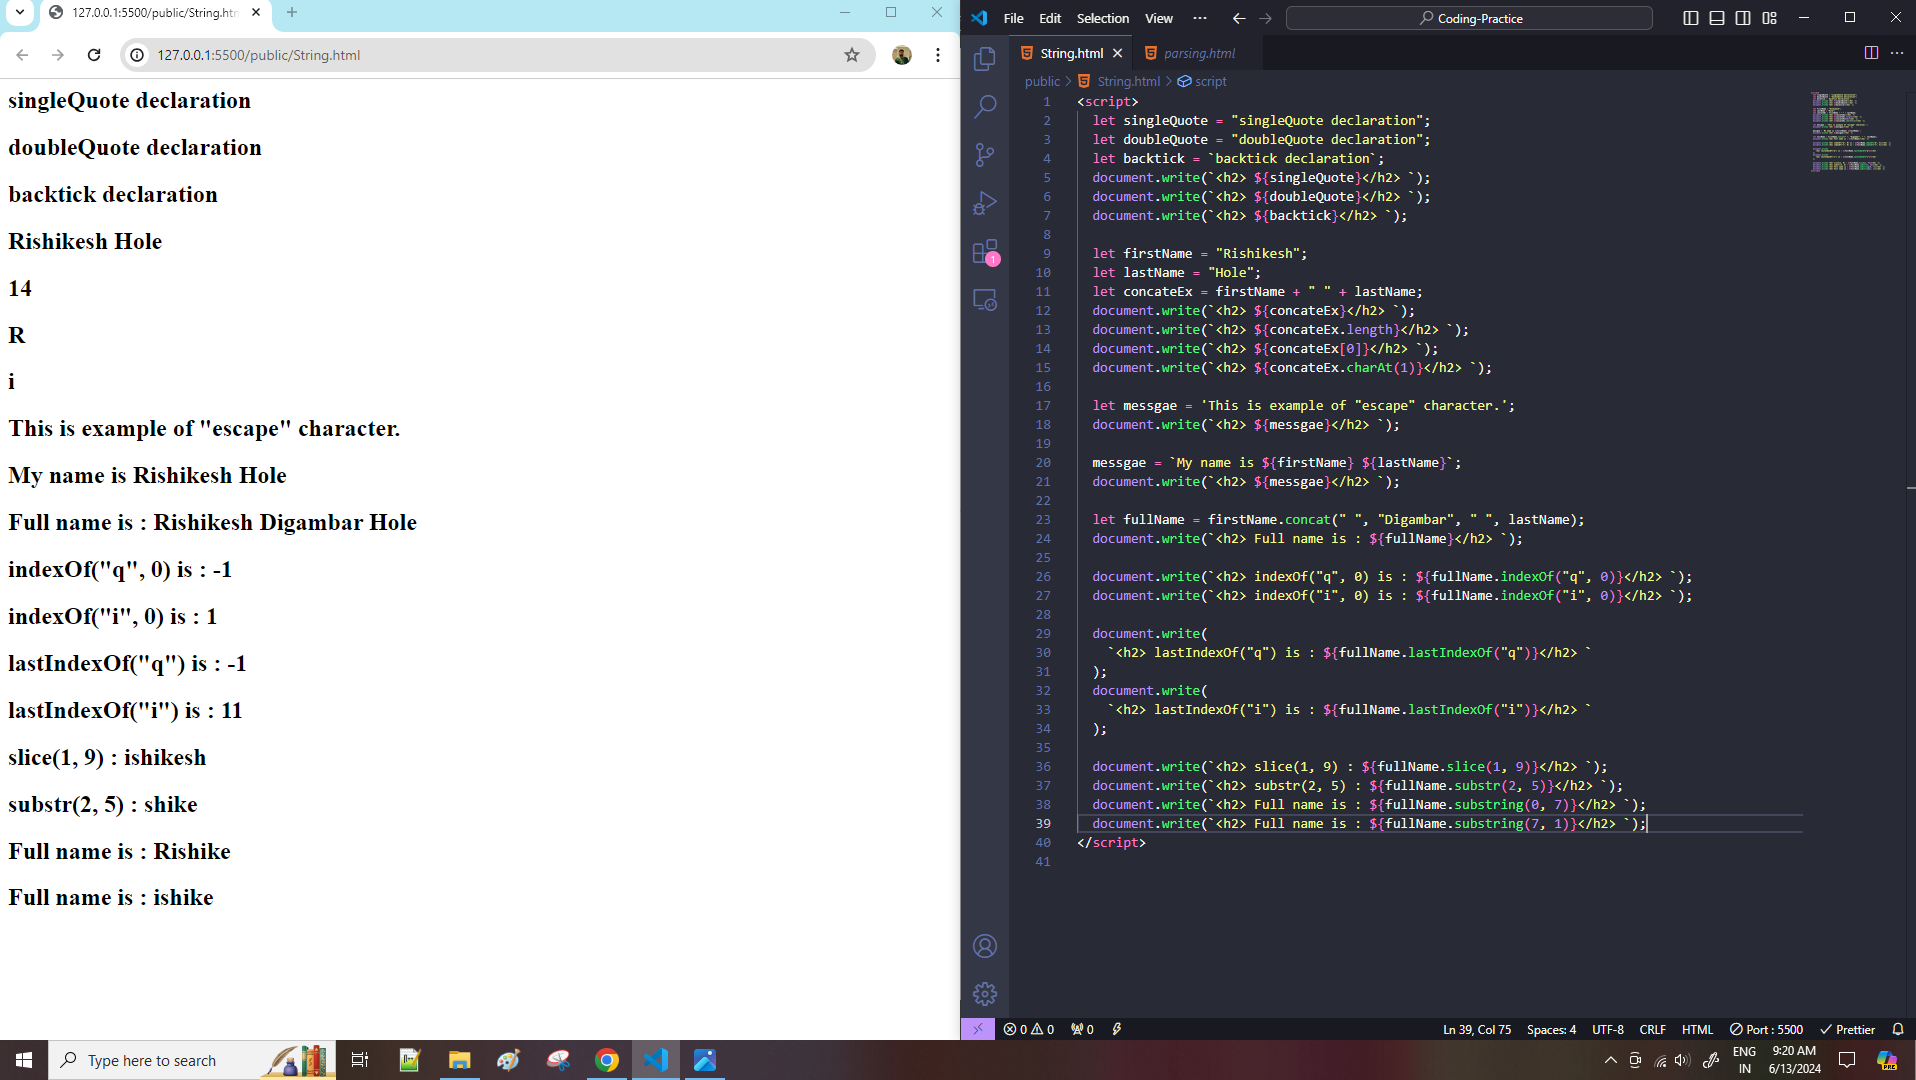 127.0.0.1:5500/public/String.htm
127.0.0.1:5500/public/String.html
singleQuote declaration
doubleQuote declaration
backtick declaration
Rishikesh Hole
14
R
i
This is example of "escape" character.
My name is Rishikesh Hole
Full name is : Rishikesh Digambar Hole
indexOf("q", 0) is : -1
indexOf("i", 0) is : 1
lastIndexOf("q") is : -1
lastIndexOf("i") is : 11
slice(1, 9) : ishikesh
substr(2, 5) : shike
Full name is : Rishike
Full name is : ishike
File Edit Selection View ··· Coding-Practice
String.html parsing.html
public > String.html > script
1 <script>
2 let singleQuote = "singleQuote declaration";
3 let doubleQuote = "doubleQuote declaration";
4 let backtick = `backtick declaration`;
5 document.write(`<h2> ${singleQuote}</h2> `);
6 document.write(`<h2> ${doubleQuote}</h2> `);
7 document.write(`<h2> ${backtick}</h2> `);
8
9 let firstName = "Rishikesh";
10 let lastName = "Hole";
11 let concateEx = firstName + " " + lastName;
12 document.write(`<h2> ${concateEx}</h2> `);
13 document.write(`<h2> ${concateEx.length}</h2> `);
14 document.write(`<h2> ${concateEx[0]}</h2> `);
15 document.write(`<h2> ${concateEx.charAt(1)}</h2> `);
16
17 let messgae = 'This is example of "escape" character.';
18 document.write(`<h2> ${messgae}</h2> `);
19
20 messgae = `My name is ${firstName} ${lastName}`;
21 document.write(`<h2> ${messgae}</h2> `);
22
23 let fullName = firstName.concat(" ", "Digambar", " ", lastName);
24 document.write(`<h2> Full name is : ${fullName}</h2> `);
25
26 document.write(`<h2> indexOf("q", 0) is : ${fullName.indexOf("q", 0)}</h2> `);
27 document.write(`<h2> indexOf("i", 0) is : ${fullName.indexOf("i", 0)}</h2> `);
28
29 document.write(
30 `<h2> lastIndexOf("q") is : ${fullName.lastIndexOf("q")}</h2> `
31 );
32 document.write(
33 `<h2> lastIndexOf("i") is : ${fullName.lastIndexOf("i")}</h2> `
34 );
35
36 document.write(`<h2> slice(1, 9) : ${fullName.slice(1, 9)}</h2> `);
37 document.write(`<h2> substr(2, 5) : ${fullName.substr(2, 5)}</h2> `);
38 document.write(`<h2> Full name is : ${fullName.substring(0, 7)}</h2> `);
39 document.write(`<h2> Full name is : ${fullName.substring(7, 1)}</h2> `);
40 </script>
41
1
0 0 0 Ln 39, Col 75 Spaces: 4 UTF-8 CRLF HTML Port : 5500 Prettier
Type here to search
ENG
IN
9:20 AM
6/13/2024
PRE